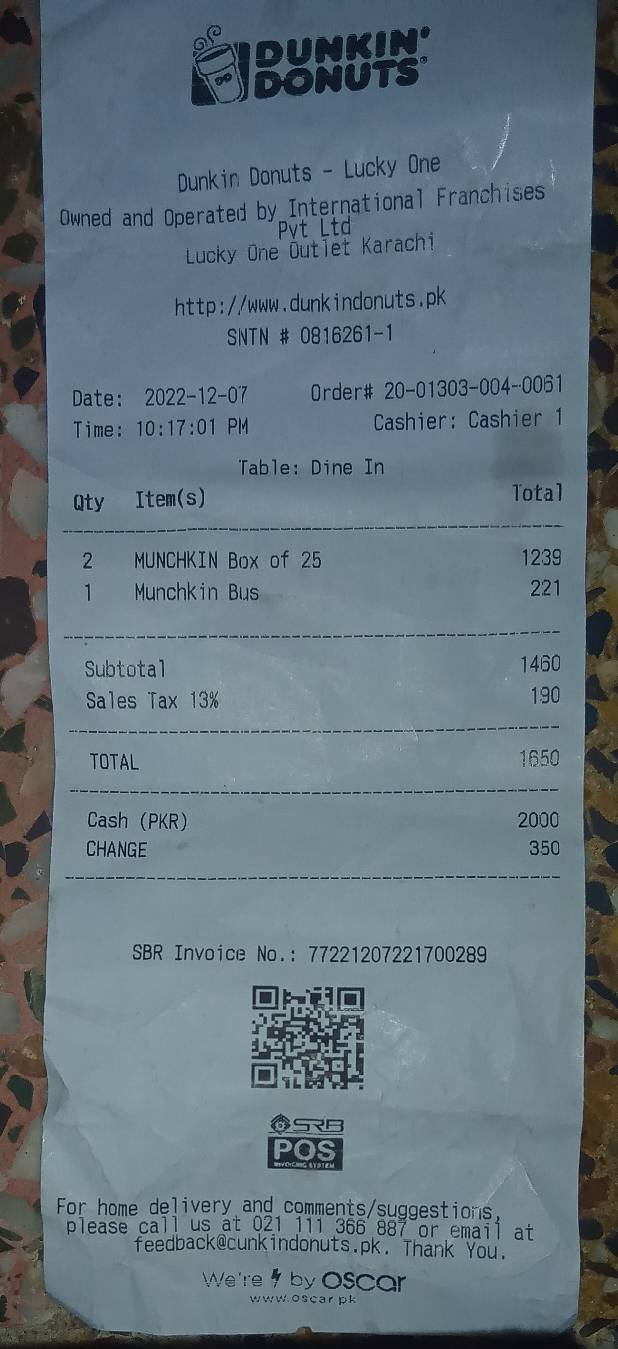 DUNKIN'
DONUTS
Dunkin Donuts - Lucky One
Owned and Operated by International Franchises
Pvt Ltd
Lucky One Outlet Karachi
http://www.dunkindonuts.pk
SNTN # 0816261-1
Date: 2022-12-07 Order# 20-01303-004-0061
Time: 10:17:01 PM Cashier: Cashier 1
Table: Dine In
Qty Item(s) Total
2 MUNCHKIN Box of 25 1239
1 Munchkin Bus 221
Subtotal 1460
Sales Tax 13% 190
TOTAL 1650
Cash (PKR) 2000
CHANGE 350
SBR Invoice No.: 77221207221700289
SRB
POS
INVOICING SYSTEM
For home delivery and comments/suggestions,
please call us at 021 111 366 887 or email at
feedback@cunkindonuts.pk. Thank You.
We're by OSCAR
www.oscar.pk